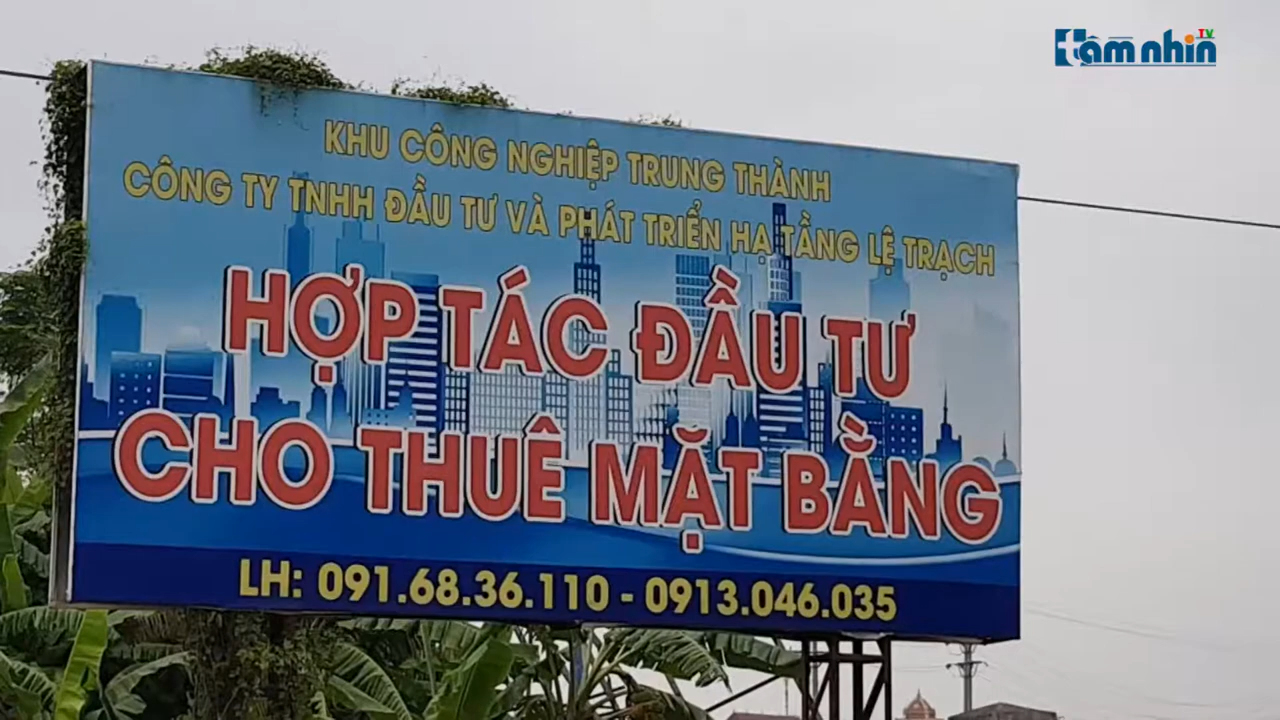 tầm nhìn TV
KHU CÔNG NGHIỆP TRUNG THÀNH
CÔNG TY TNHH ĐẦU TƯ VÀ PHÁT TRIỂN HẠ TẦNG LỆ TRẠCH
HỢP TÁC ĐẦU TƯ
CHO THUÊ MẶT BẰNG
LH: 091.68.36.110 - 0913.046.035